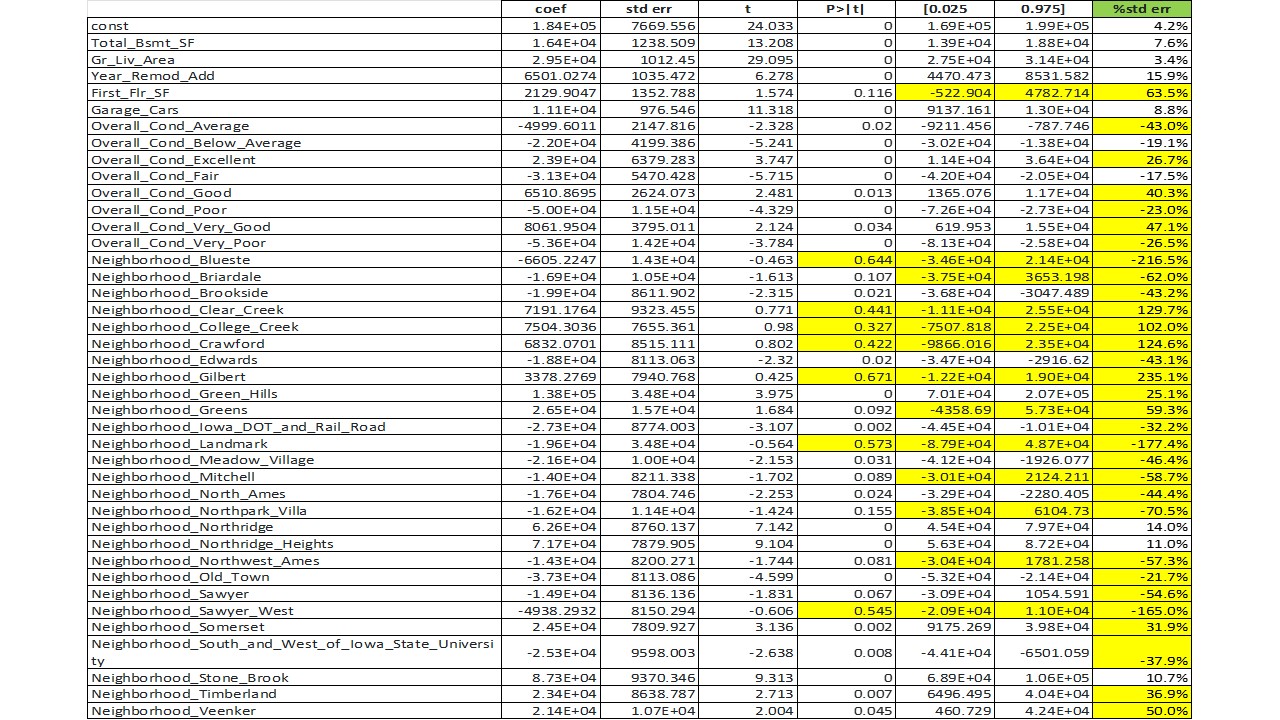 coef std err t P>|t| [0.025 0.975] %std err
const 1.84E+05 7669.556 24.033 0 1.69E+05 1.99E+05 4.2%
Total_Bsmt_SF 1.64E+04 1238.509 13.208 0 1.39E+04 1.88E+04 7.6%
Gr_Liv_Area 2.95E+04 1012.45 29.095 0 2.75E+04 3.14E+04 3.4%
Year_Remod_Add 6501.0274 1035.472 6.278 0 4470.473 8531.582 15.9%
First_Flr_SF 2129.9047 1352.788 1.574 0.116 -522.904 4782.714 63.5%
Garage_Cars 1.11E+04 976.546 11.318 0 9137.161 1.30E+04 8.8%
Overall_Cond_Average -4999.6011 2147.816 -2.328 0.02 -9211.456 -787.746 -43.0%
Overall_Cond_Below_Average -2.20E+04 4199.386 -5.241 0 -3.02E+04 -1.38E+04 -19.1%
Overall_Cond_Excellent 2.39E+04 6379.283 3.747 0 1.14E+04 3.64E+04 26.7%
Overall_Cond_Fair -3.13E+04 5470.428 -5.715 0 -4.20E+04 -2.05E+04 -17.5%
Overall_Cond_Good 6510.8695 2624.073 2.481 0.013 1365.076 1.17E+04 40.3%
Overall_Cond_Poor -5.00E+04 1.15E+04 -4.329 0 -7.26E+04 -2.73E+04 -23.0%
Overall_Cond_Very_Good 8061.9504 3795.011 2.124 0.034 619.953 1.55E+04 47.1%
Overall_Cond_Very_Poor -5.36E+04 1.42E+04 -3.784 0 -8.13E+04 -2.58E+04 -26.5%
Neighborhood_Blueste -6605.2247 1.43E+04 -0.463 0.644 -3.46E+04 2.14E+04 -216.5%
Neighborhood_Briardale -1.69E+04 1.05E+04 -1.613 0.107 -3.75E+04 3653.198 -62.0%
Neighborhood_Brookside -1.99E+04 8611.902 -2.315 0.021 -3.68E+04 -3047.489 -43.2%
Neighborhood_Clear_Creek 7191.1764 9323.455 0.771 0.441 -1.11E+04 2.55E+04 129.7%
Neighborhood_College_Creek 7504.3036 7655.361 0.98 0.327 -7507.818 2.25E+04 102.0%
Neighborhood_Crawford 6832.0701 8515.111 0.802 0.422 -9866.016 2.35E+04 124.6%
Neighborhood_Edwards -1.88E+04 8113.063 -2.32 0.02 -3.47E+04 -2916.62 -43.1%
Neighborhood_Gilbert 3378.2769 7940.768 0.425 0.671 -1.22E+04 1.90E+04 235.1%
Neighborhood_Green_Hills 1.38E+05 3.48E+04 3.975 0 7.01E+04 2.07E+05 25.1%
Neighborhood_Greens 2.65E+04 1.57E+04 1.684 0.092 -4358.69 5.73E+04 59.3%
Neighborhood_Iowa_DOT_and_Rail_Road -2.73E+04 8774.003 -3.107 0.002 -4.45E+04 -1.01E+04 -32.2%
Neighborhood_Landmark -1.96E+04 3.48E+04 -0.564 0.573 -8.79E+04 4.87E+04 -177.4%
Neighborhood_Meadow_Village -2.16E+04 1.00E+04 -2.153 0.031 -4.12E+04 -1926.077 -46.4%
Neighborhood_Mitchell -1.40E+04 8211.338 -1.702 0.089 -3.01E+04 2124.211 -58.7%
Neighborhood_North_Ames -1.76E+04 7804.746 -2.253 0.024 -3.29E+04 -2280.405 -44.4%
Neighborhood_Northpark_Villa -1.62E+04 1.14E+04 -1.424 0.155 -3.85E+04 6104.73 -70.5%
Neighborhood_Northridge 6.26E+04 8760.137 7.142 0 4.54E+04 7.97E+04 14.0%
Neighborhood_Northridge_Heights 7.17E+04 7879.905 9.104 0 5.63E+04 8.72E+04 11.0%
Neighborhood_Northwest_Ames -1.43E+04 8200.271 -1.744 0.081 -3.04E+04 1781.258 -57.3%
Neighborhood_Old_Town -3.73E+04 8113.086 -4.599 0 -5.32E+04 -2.14E+04 -21.7%
Neighborhood_Sawyer -1.49E+04 8136.136 -1.831 0.067 -3.09E+04 1054.591 -54.6%
Neighborhood_Sawyer_West -4938.2932 8150.294 -0.606 0.545 -2.09E+04 1.10E+04 -165.0%
Neighborhood_Somerset 2.45E+04 7809.927 3.136 0.002 9175.269 3.98E+04 31.9%
Neighborhood_South_and_West_of_Iowa_State_Universi
ty -2.53E+04 9598.003 -2.638 0.008 -4.41E+04 -6501.059 -37.9%
Neighborhood_Stone_Brook 8.73E+04 9370.346 9.313 0 6.89E+04 1.06E+05 10.7%
Neighborhood_Timberland 2.34E+04 8638.787 2.713 0.007 6496.495 4.04E+04 36.9%
Neighborhood_Veenker 2.14E+04 1.07E+04 2.004 0.045 460.729 4.24E+04 50.0%